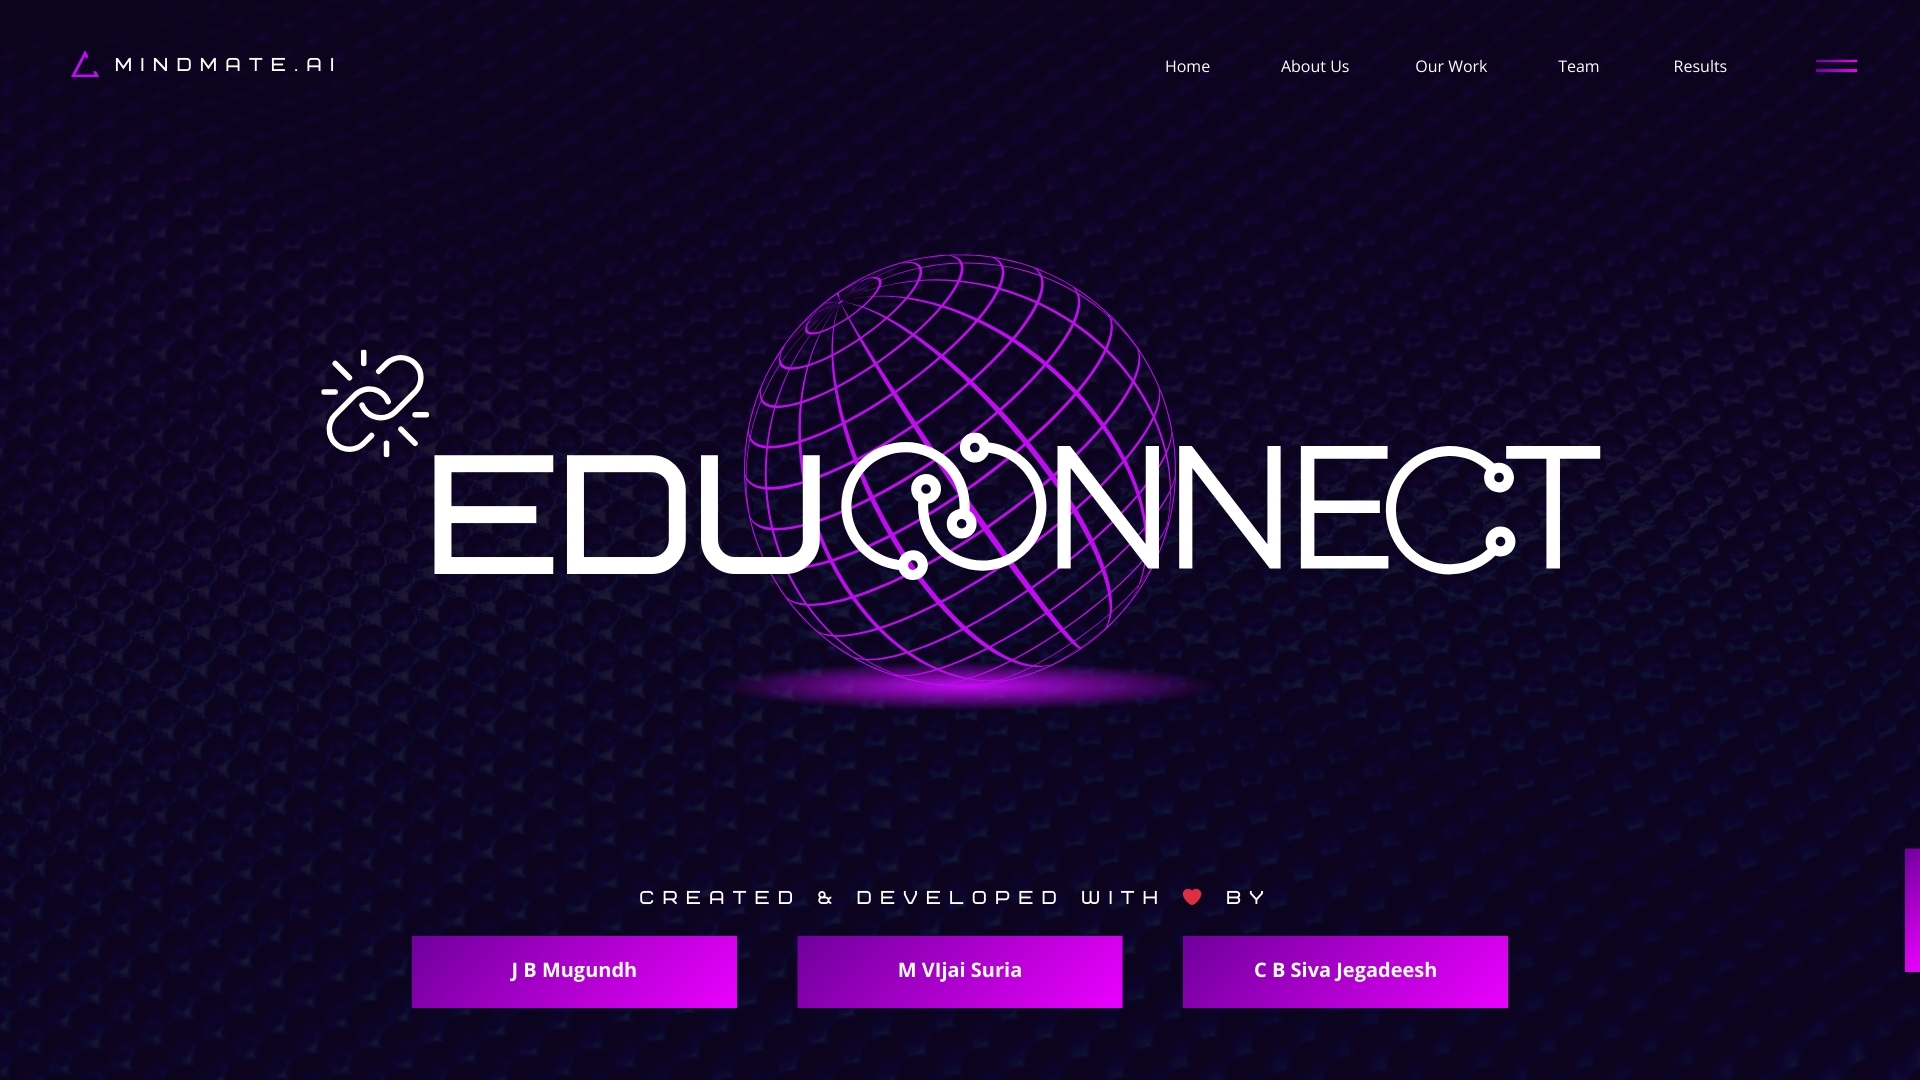 MINDMATE.AI
Home About Us Our Work Team Results
EDUCONNECT
CREATED & DEVELOPED WITH ❤ BY
J B Mugundh M VIjai Suria C B Siva Jegadeesh